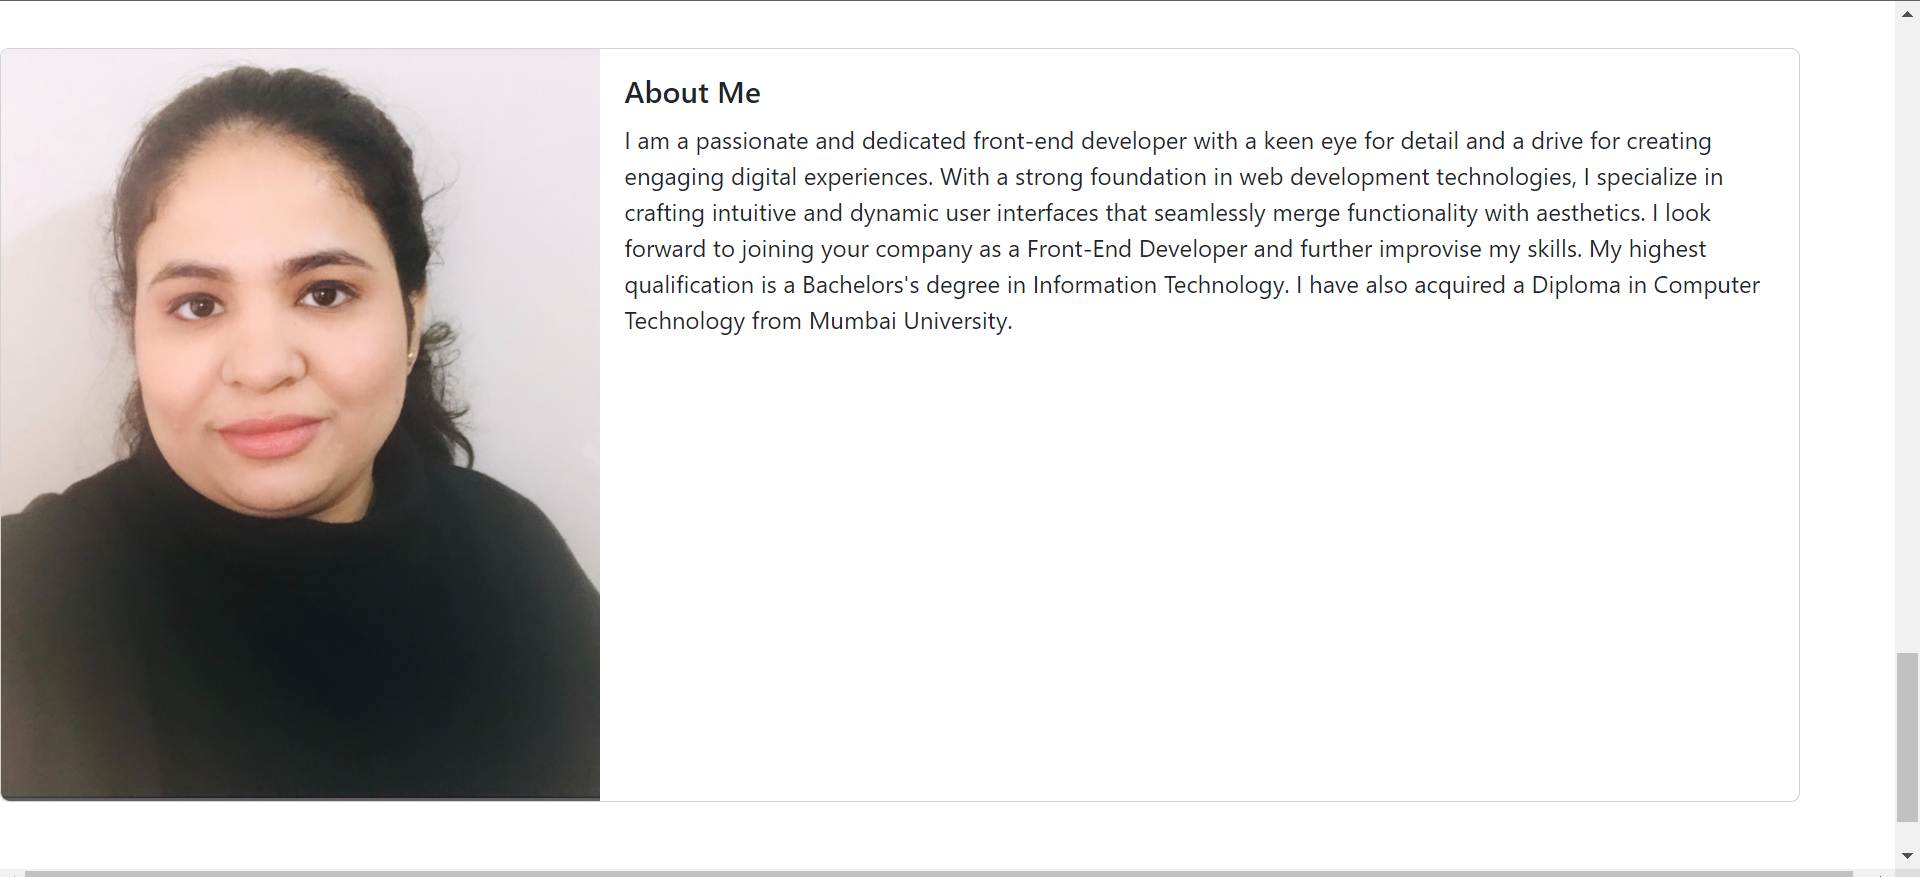 About Me
I am a passionate and dedicated front-end developer with a keen eye for detail and a drive for creating
engaging digital experiences. With a strong foundation in web development technologies, I specialize in
crafting intuitive and dynamic user interfaces that seamlessly merge functionality with aesthetics. I look
forward to joining your company as a Front-End Developer and further improvise my skills. My highest
qualification is a Bachelors's degree in Information Technology. I have also acquired a Diploma in Computer
Technology from Mumbai University.